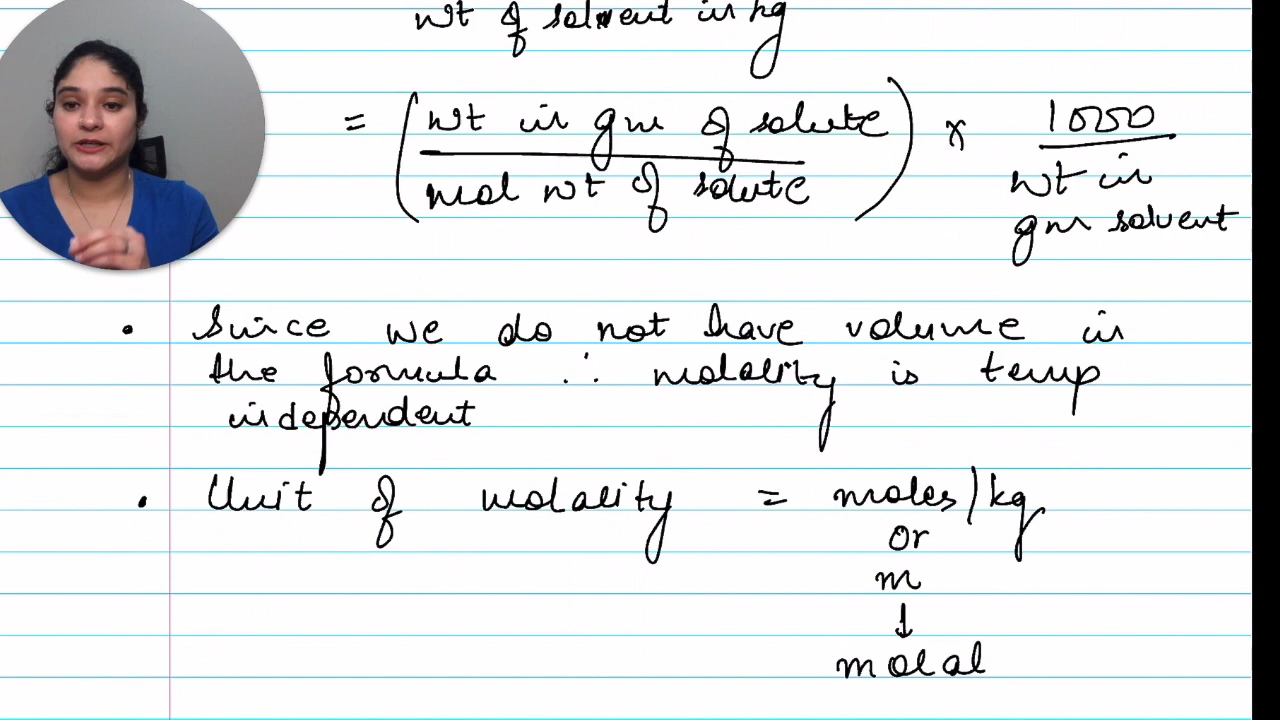 wt of solvent in kg
= (wt in gm of solute / mol wt of solute) × 1000 / wt in gm solvent
• Since we do not have volume in
the formula ∴ molality is temp
independent
• Unit of molality = moles/kg
or
m
↓
molal